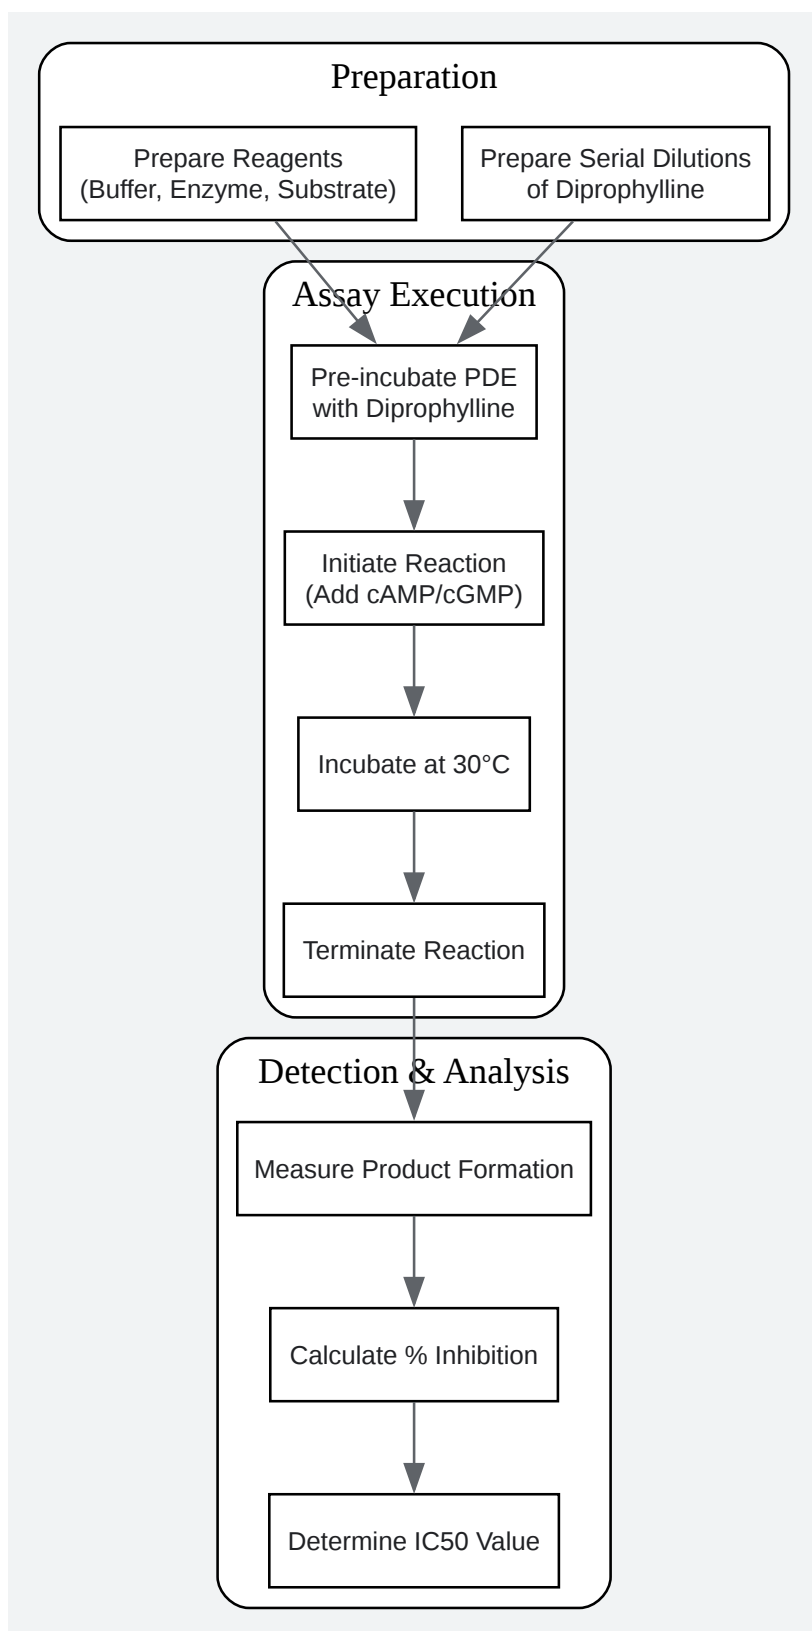 Preparation
Prepare Reagents
(Buffer, Enzyme, Substrate)
Prepare Serial Dilutions
of Diprophylline
Assay Execution
Pre-incubate PDE
with Diprophylline
Initiate Reaction
(Add cAMP/cGMP)
Incubate at 30°C
Terminate Reaction
Detection & Analysis
Measure Product Formation
Calculate % Inhibition
Determine IC50 Value